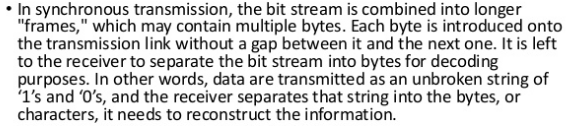 • In synchronous transmission, the bit stream is combined into longer
"frames," which may contain multiple bytes. Each byte is introduced onto
the transmission link without a gap between it and the next one. It is left
to the receiver to separate the bit stream into bytes for decoding
purposes. In other words, data are transmitted as an unbroken string of
‘1’s and ‘0’s, and the receiver separates that string into the bytes, or
characters, it needs to reconstruct the information.